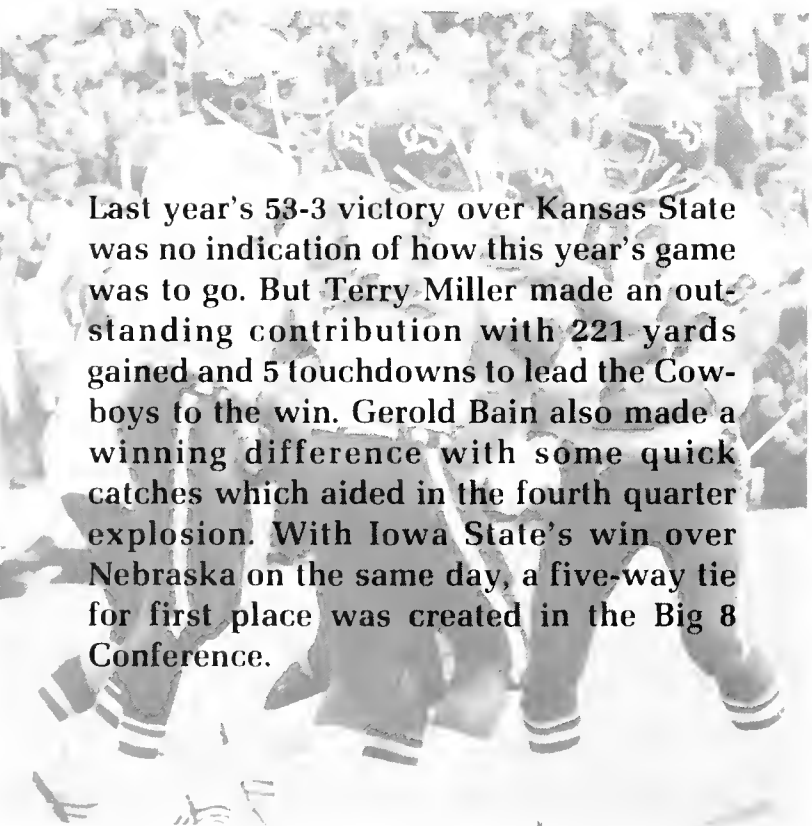 Last year's 53-3 victory over Kansas State
was no indication of how this year's game
was to go. But Terry Miller made an out-
standing contribution with 221 yards
gained and 5 touchdowns to lead the Cow-
boys to the win. Gerold Bain also made a
winning difference with some quick
catches which aided in the fourth quarter
explosion. With Iowa State's win over
Nebraska on the same day, a five-way tie
for first place was created in the Big 8
Conference.